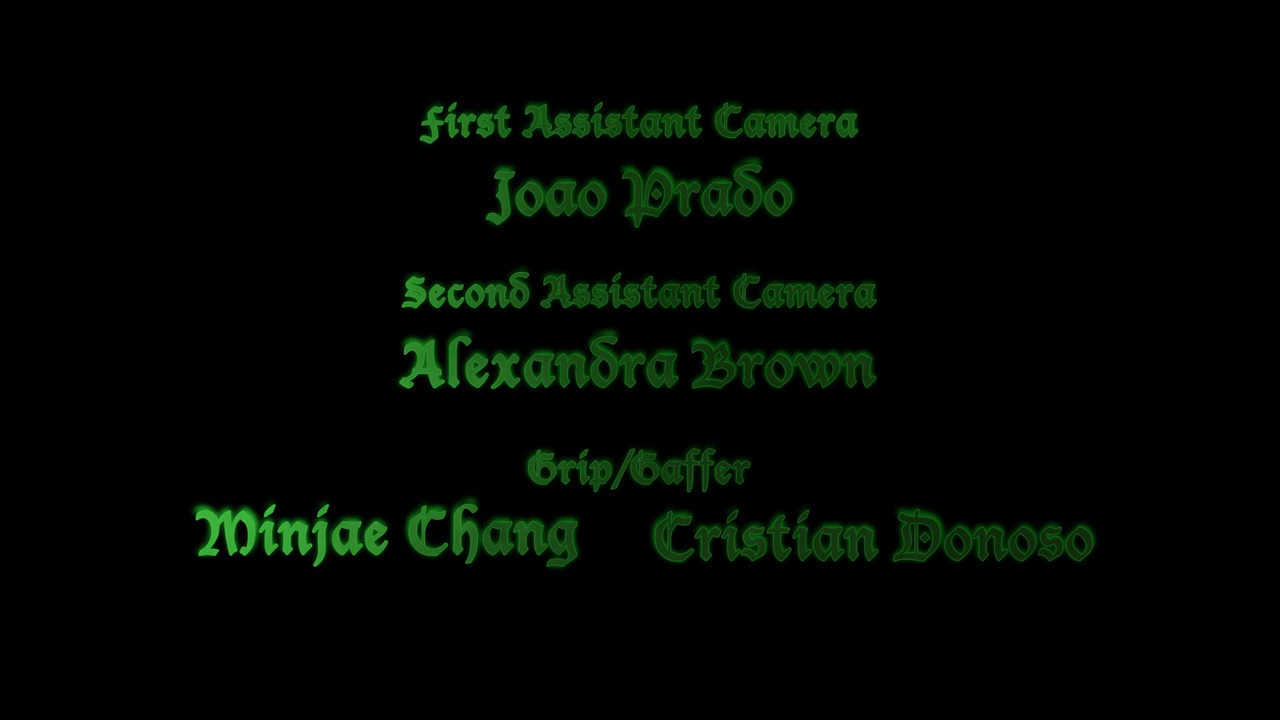 First Assistant Camera
Joao Prado
Second Assistant Camera
Alexandra Brown
Grip/Gaffer
Minjae Chang Cristian Donoso